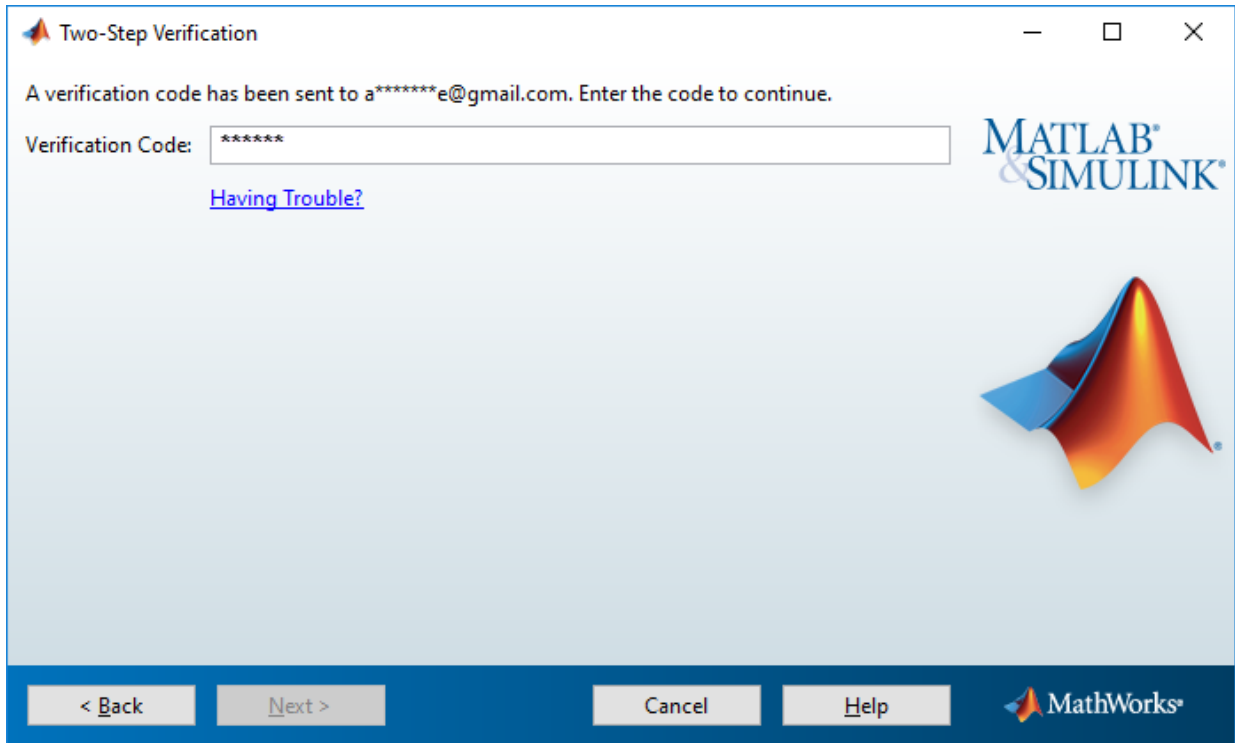 Two-Step Verification
A verification code has been sent to a*******e@gmail.com. Enter the code to continue.
Verification Code: ******
Having Trouble?
MATLAB®
&SIMULINK®
< Back Next > Cancel Help MathWorks®